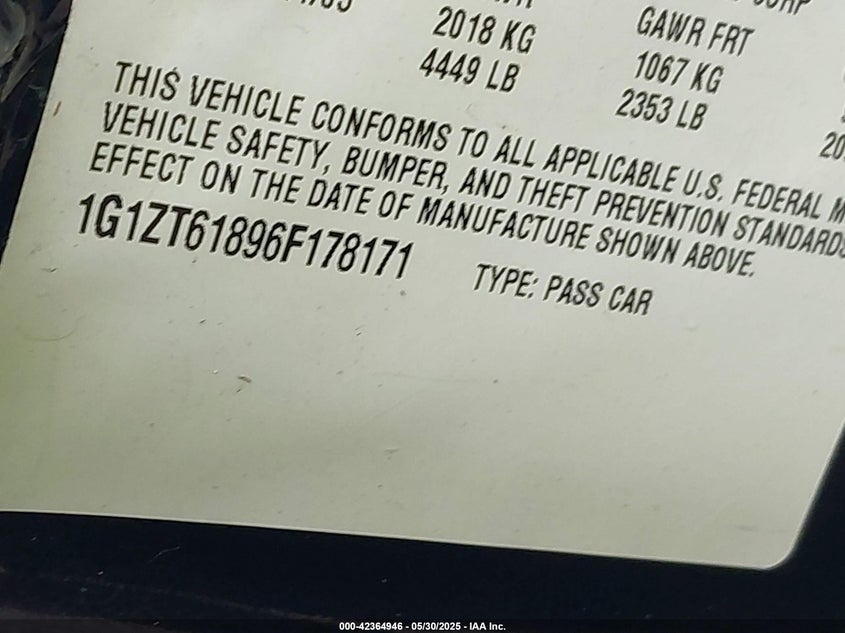 2018 KG
4449 LB
GAWR FRT
1067 KG
2353 LB
THIS VEHICLE CONFORMS TO ALL APPLICABLE U.S. FEDERAL M
VEHICLE SAFETY, BUMPER, AND THEFT PREVENTION STANDARDS
EFFECT ON THE DATE OF MANUFACTURE SHOWN ABOVE.
1G1ZT61896F178171
TYPE: PASS CAR
000-42364946 - 05/30/2025 - IAA Inc.